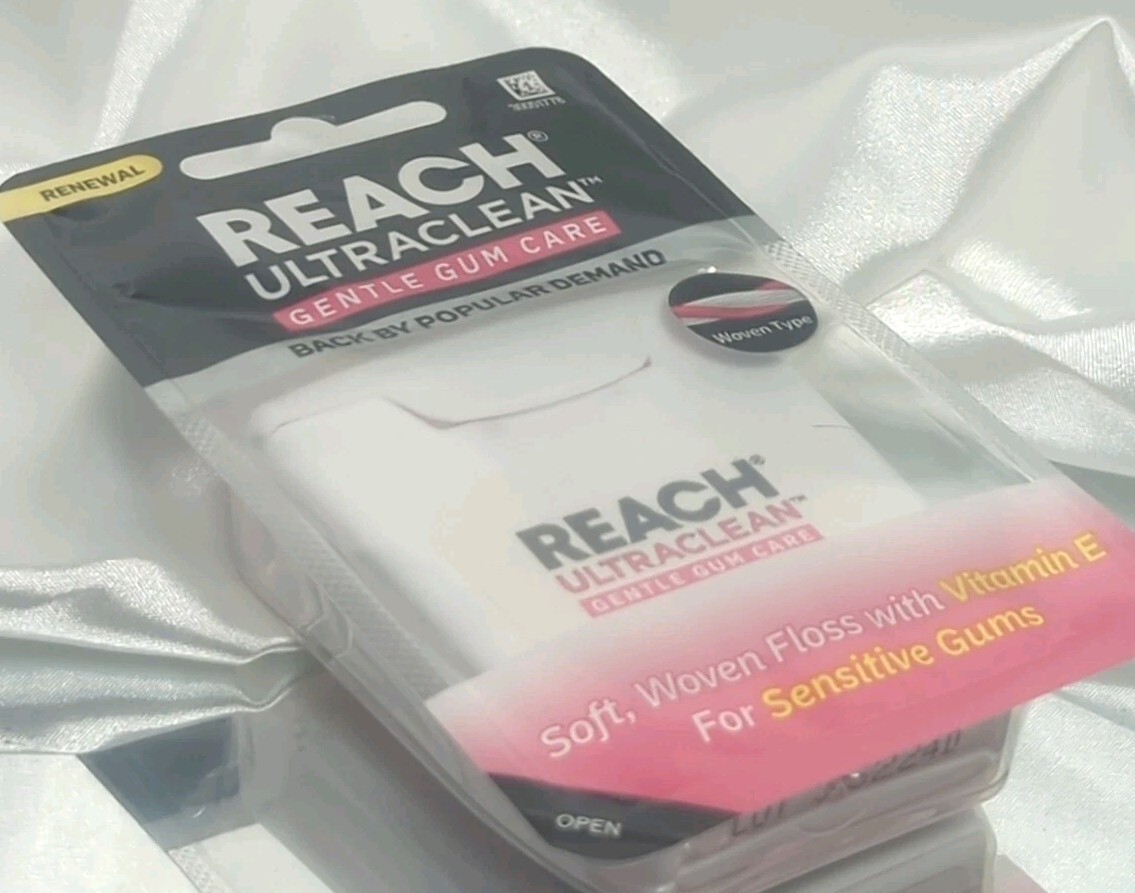 RENEWAL
REACH®
ULTRACLEAN™
GENTLE GUM CARE
BACK BY POPULAR DEMAND
Woven Type
REACH®
ULTRACLEAN™
GENTLE GUM CARE
Soft, Woven Floss with Vitamin E
For Sensitive Gums
OPEN
LOT